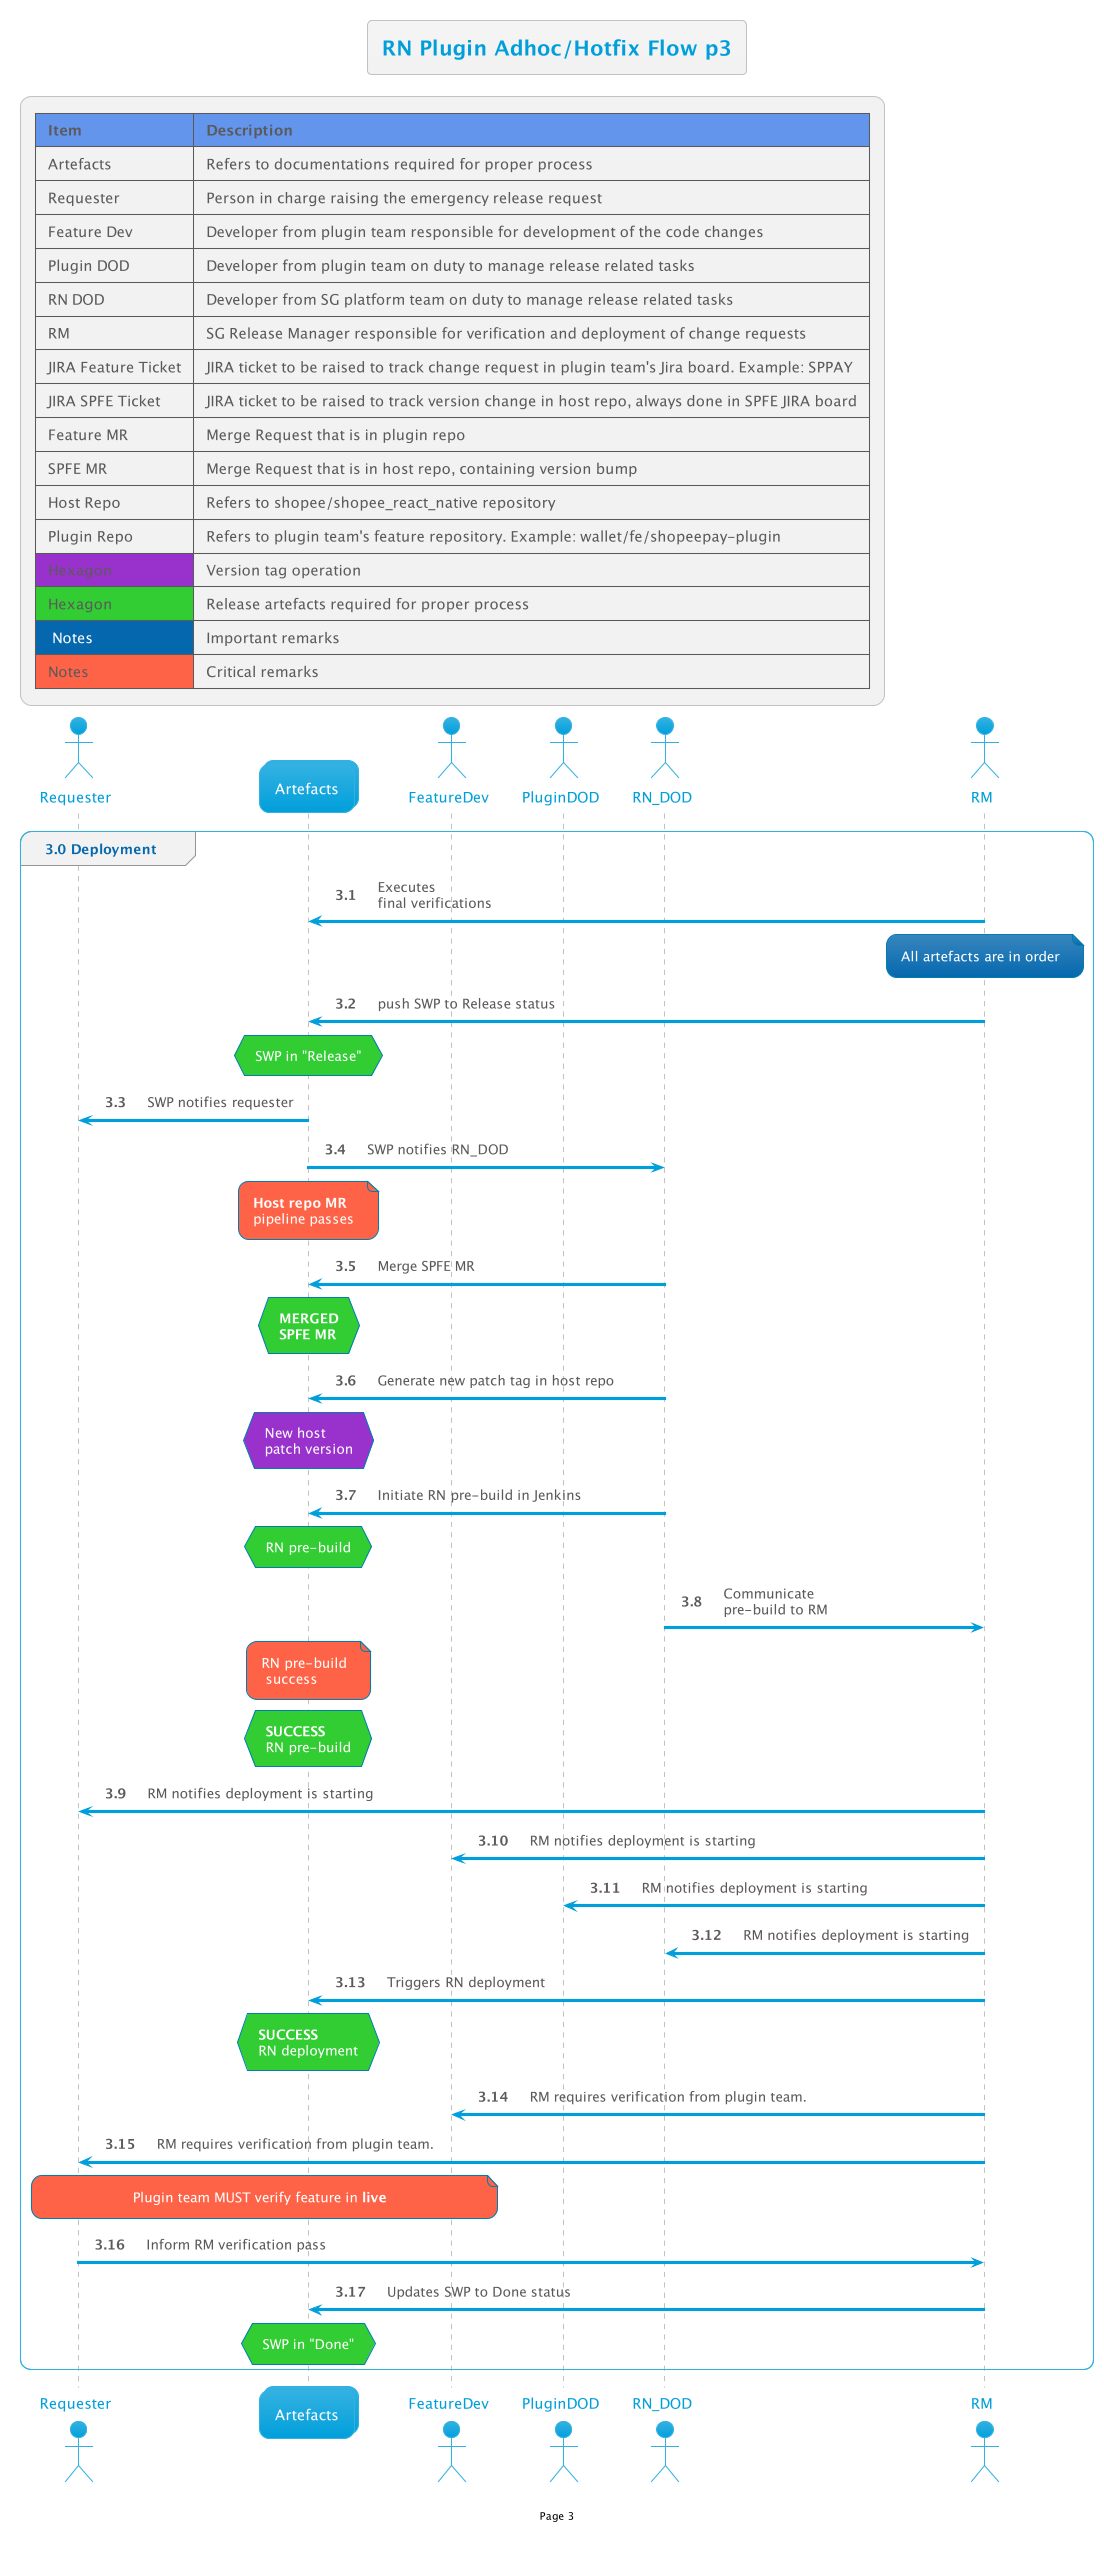 RN Plugin Adhoc/Hotfix Flow p3
Item Description
Artefacts Refers to documentations required for proper process
Requester Person in charge raising the emergency release request
Feature Dev Developer from plugin team responsible for development of the code changes
Plugin DOD Developer from plugin team on duty to manage release related tasks
RN DOD Developer from SG platform team on duty to manage release related tasks
RM SG Release Manager responsible for verification and deployment of change requests
JIRA Feature Ticket JIRA ticket to be raised to track change request in plugin team's Jira board. Example: SPPAY
JIRA SPFE Ticket JIRA ticket to be raised to track version change in host repo, always done in SPFE JIRA board
Feature MR Merge Request that is in plugin repo
SPFE MR Merge Request that is in host repo, containing version bump
Host Repo Refers to shopee/shopee_react_native repository
Plugin Repo Refers to plugin team's feature repository. Example: wallet/fe/shopeepay-plugin
Hexagon Version tag operation
Hexagon Release artefacts required for proper process
Notes Important remarks
Notes Critical remarks
Requester Artefacts FeatureDev PluginDOD RN_DOD RM
3.0 Deployment
3.1 Executes
final verifications
All artefacts are in order
3.2 push SWP to Release status
SWP in "Release"
3.3 SWP notifies requester
3.4 SWP notifies RN_DOD
Host repo MR
pipeline passes
3.5 Merge SPFE MR
MERGED
SPFE MR
3.6 Generate new patch tag in host repo
New host
patch version
3.7 Initiate RN pre-build in Jenkins
RN pre-build
3.8 Communicate
pre-build to RM
RN pre-build
success
SUCCESS
RN pre-build
3.9 RM notifies deployment is starting
3.10 RM notifies deployment is starting
3.11 RM notifies deployment is starting
3.12 RM notifies deployment is starting
3.13 Triggers RN deployment
SUCCESS
RN deployment
3.14 RM requires verification from plugin team.
3.15 RM requires verification from plugin team.
Plugin team MUST verify feature in live
3.16 Inform RM verification pass
3.17 Updates SWP to Done status
SWP in "Done"
Requester Artefacts FeatureDev PluginDOD RN_DOD RM
Page 3